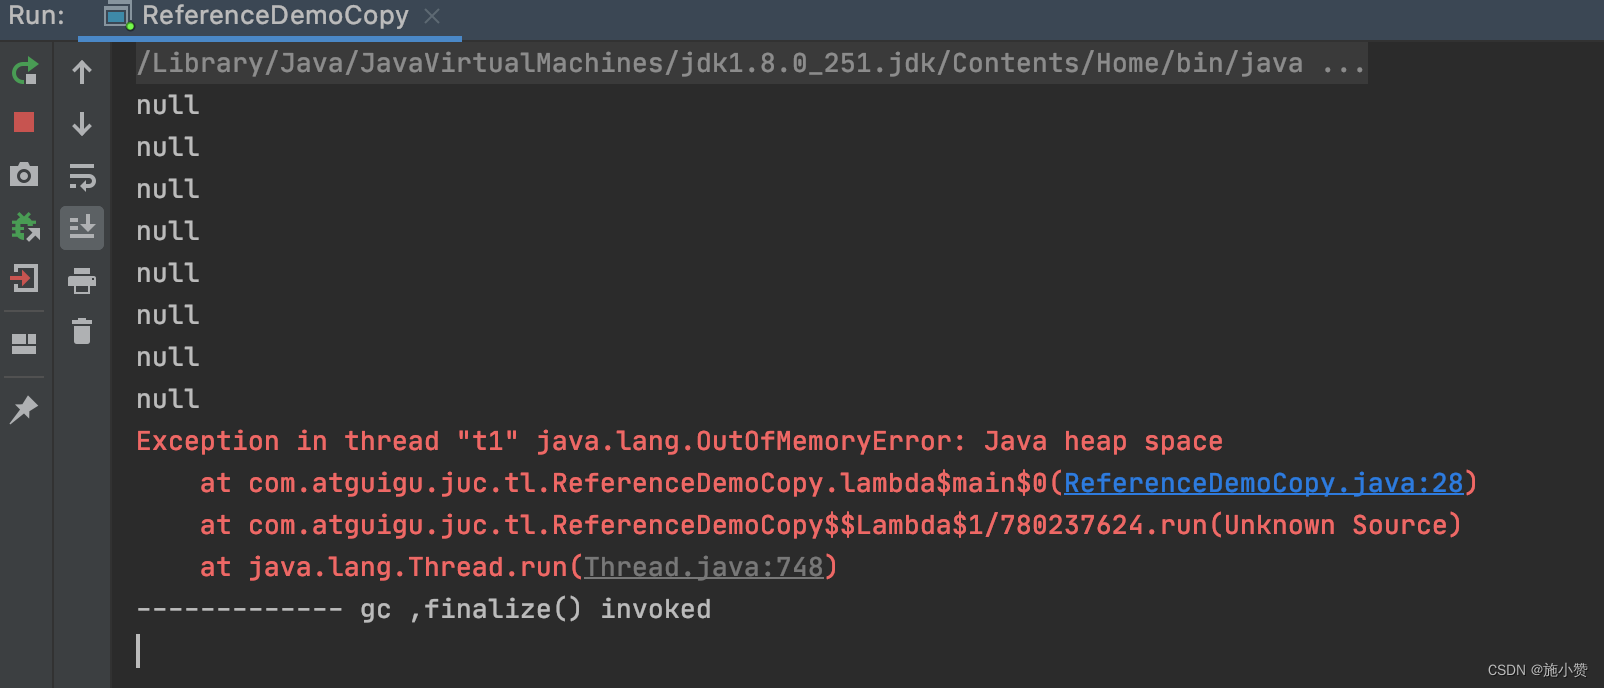 Run: ReferenceDemoCopy
/Library/Java/JavaVirtualMachines/jdk1.8.0_251.jdk/Contents/Home/bin/java ...
null
null
null
null
null
null
null
null
Exception in thread "t1" java.lang.OutOfMemoryError: Java heap space
    at com.atguigu.juc.tl.ReferenceDemoCopy.lambda$main$0(ReferenceDemoCopy.java:28)
    at com.atguigu.juc.tl.ReferenceDemoCopy$$Lambda$1/780237624.run(Unknown Source)
    at java.lang.Thread.run(Thread.java:748)
------------- gc ,finalize() invoked
CSDN @施小赞